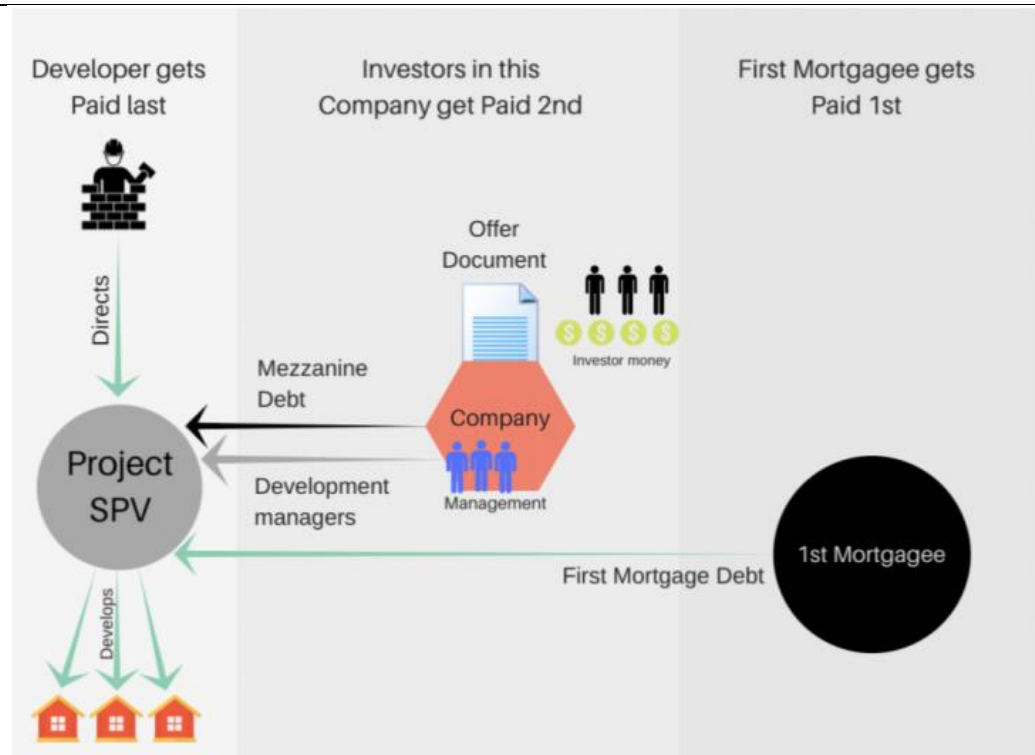 Developer gets
Paid last
Investors in this
Company get Paid 2nd
First Mortgagee gets
Paid 1st
Offer
Document
Directs
Investor money
Mezzanine
Debt
Company
Project
SPV
Development
managers
Management
1st Mortgagee
First Mortgage Debt
Develops